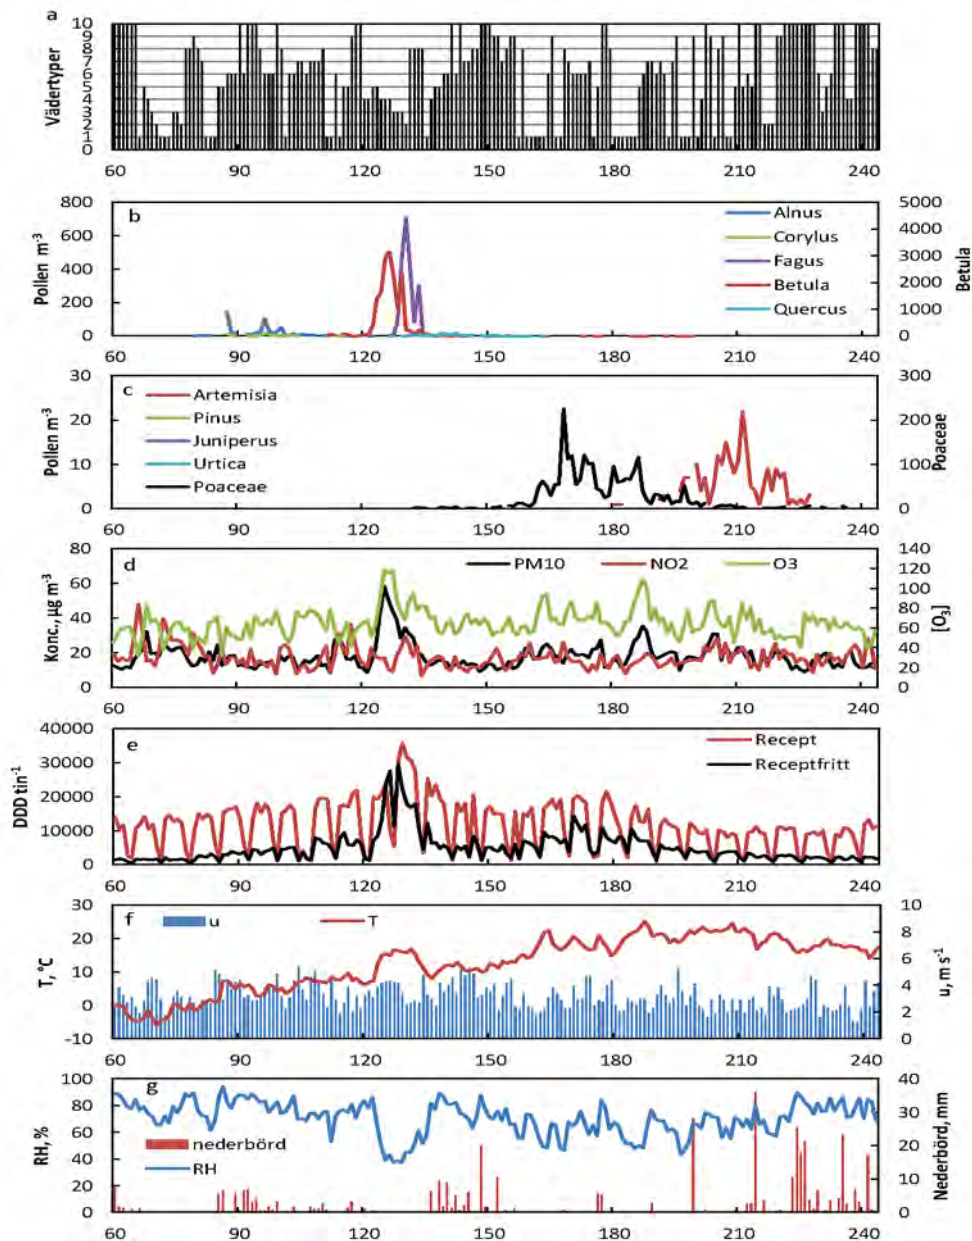 a
10
9
8
7
6
5
4
3
2
1
0
Vädertyper
60 90 120 150 180 210 240
b
800
600
400
200
0
Pollen m-3
Alnus
Corylus
Fagus
Betula
Quercus
5000
4000
3000
2000
1000
0
Betula
60 90 120 150 180 210 240
c
30
20
10
0
Pollen m-3
Artemisia
Pinus
Juniperus
Urtica
Poaceae
300
200
100
0
Poaceae
60 90 120 150 180 210 240
d
80
60
40
20
0
Konc., µg m-3
PM10 NO2 O3
140
120
100
80
60
40
20
0
[O3]
60 90 120 150 180 210 240
e
40000
30000
20000
10000
0
DDD tin-1
Recept
Receptfritt
60 90 120 150 180 210 240
f
30
20
10
0
-10
T, °C
u T
10
8
6
4
2
0
u, m s-1
60 90 120 150 180 210 240
g
100
80
60
40
20
0
RH,%
nederbörd
RH
40
30
20
10
0
Nederbörd, mm
60 90 120 150 180 210 240